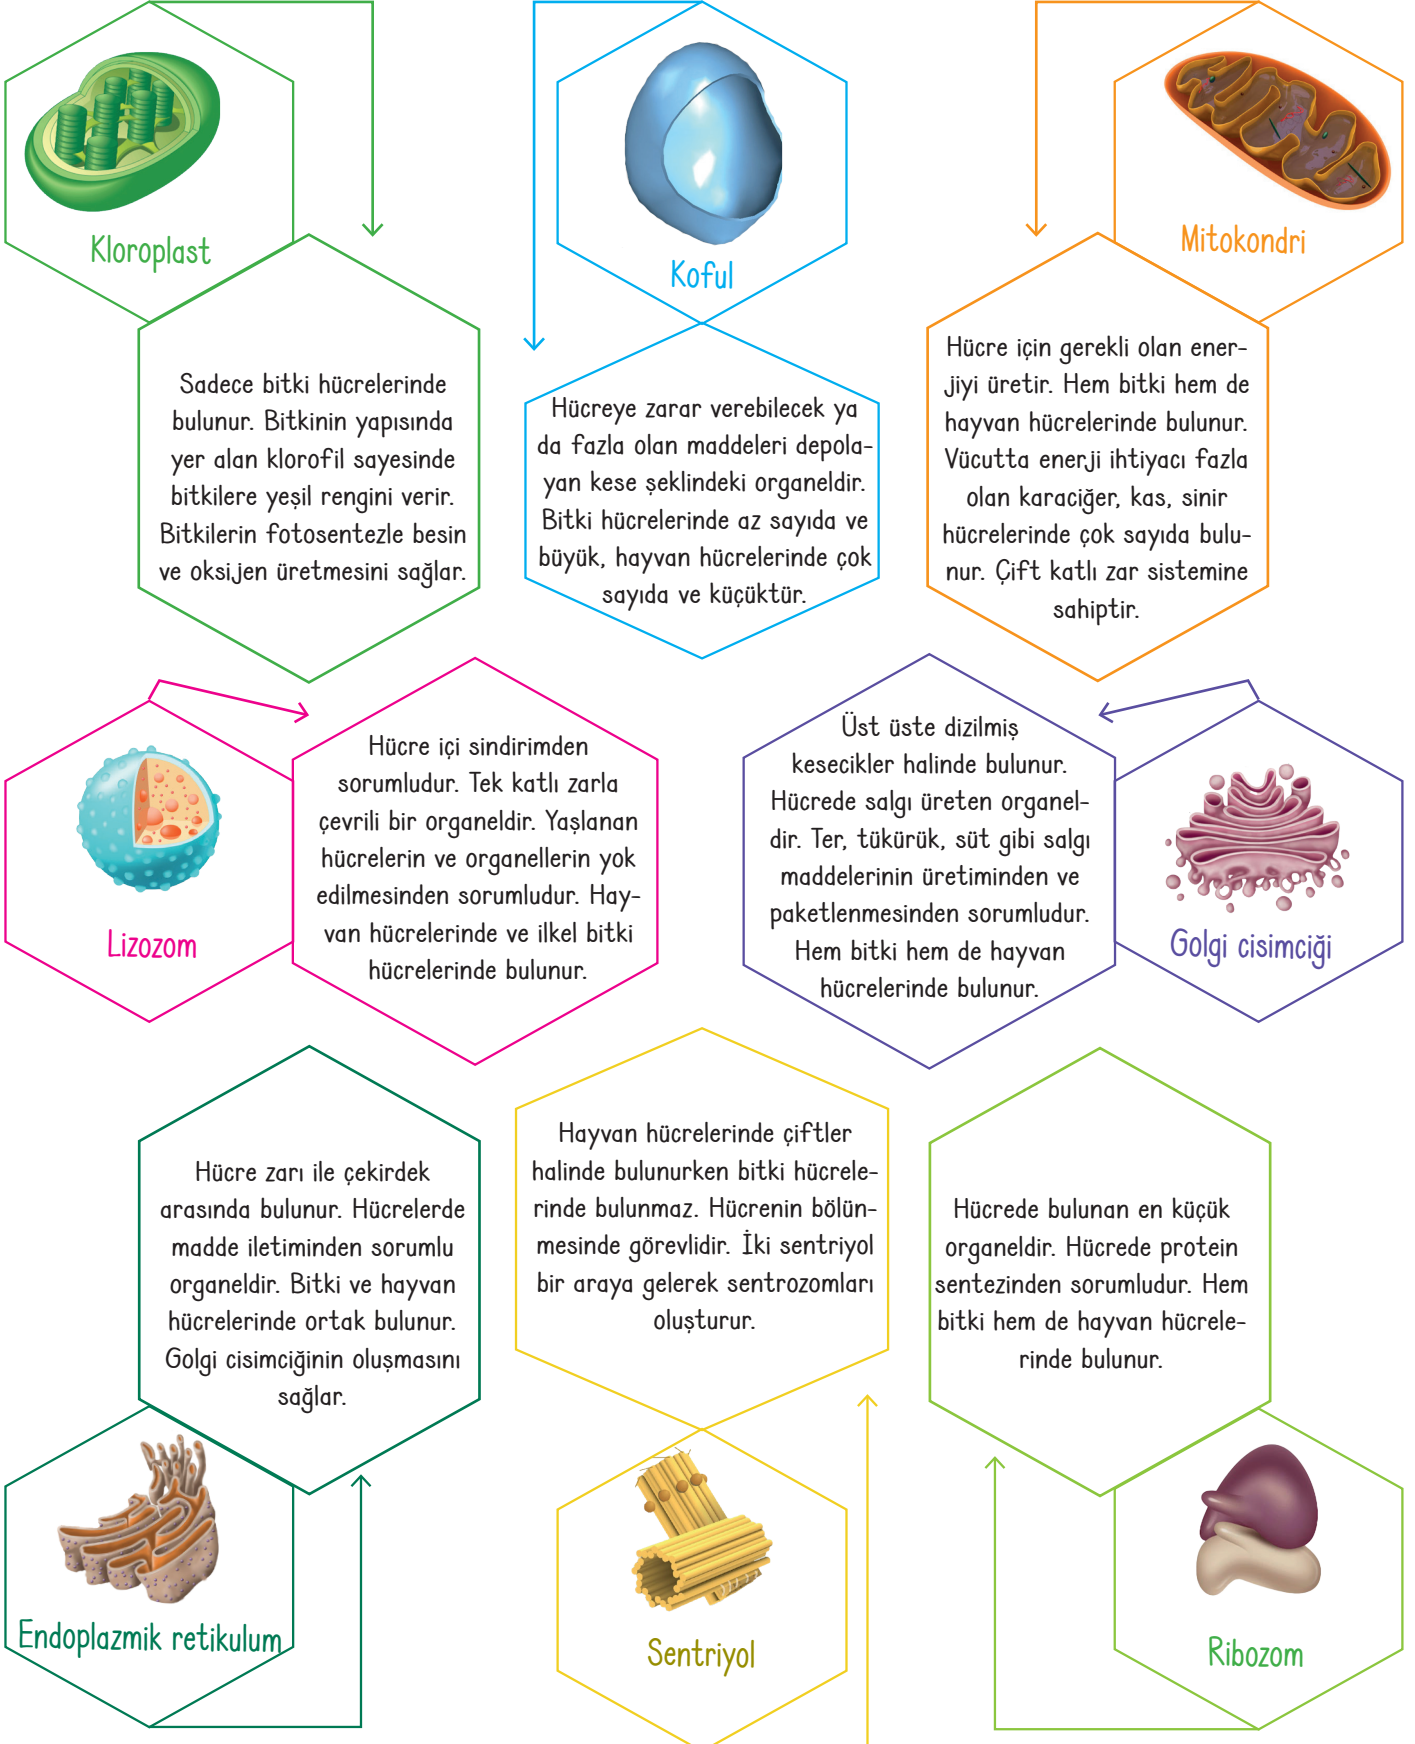 Kloroplast
Sadece bitki hücrelerinde
bulunur. Bitkinin yapısında
yer alan klorofil sayesinde
bitkilere yeşil rengini verir.
Bitkilerin fotosentezle besin
ve oksijen üretmesini sağlar.
Koful
Hücreye zarar verebilecek ya
da fazla olan maddeleri depola-
yan kese şeklindeki organeldir.
Bitki hücrelerinde az sayıda ve
büyük, hayvan hücrelerinde çok
sayıda ve küçüktür.
Mitokondri
Hücre için gerekli olan ener-
jiyi üretir. Hem bitki hem de
hayvan hücrelerinde bulunur.
Vücutta enerji ihtiyacı fazla
olan karaciğer, kas, sinir
hücrelerinde çok sayıda bulu-
nur. Çift katlı zar sistemine
sahiptir.
Lizozom
Hücre içi sindirimden
sorumludur. Tek katlı zarla
çevrili bir organeldir. Yaşlanan
hücrelerin ve organellerin yok
edilmesinden sorumludur. Hay-
van hücrelerinde ve ilkel bitki
hücrelerinde bulunur.
Üst üste dizilmiş
kesecikler halinde bulunur.
Hücrede salgı üreten organel-
dir. Ter, tükürük, süt gibi salgı
maddelerinin üretiminden ve
paketlenmesinden sorumludur.
Hem bitki hem de hayvan
hücrelerinde bulunur.
Golgi cisimciği
Hücre zarı ile çekirdek
arasında bulunur. Hücrelerde
madde iletiminden sorumlu
organeldir. Bitki ve hayvan
hücrelerinde ortak bulunur.
Golgi cisimciğinin oluşmasını
sağlar.
Endoplazmik retikulum
Hayvan hücrelerinde çiftler
halinde bulunurken bitki hücrele-
rinde bulunmaz. Hücrenin bölün-
mesinde görevlidir. İki sentriyol
bir araya gelerek sentrozomları
oluşturur.
Sentriyol
Hücrede bulunan en küçük
organeldir. Hücrede protein
sentezinden sorumludur. Hem
bitki hem de hayvan hücrele-
rinde bulunur.
Ribozom